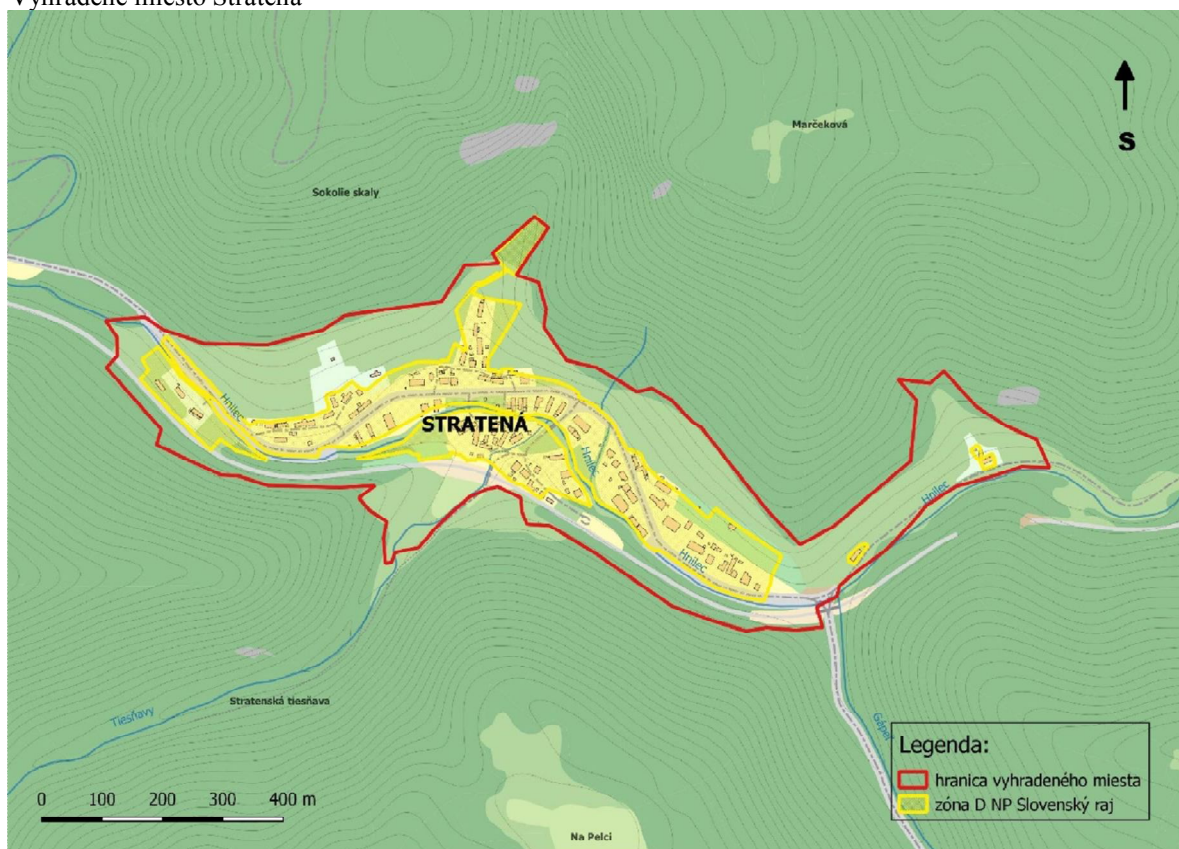 Vyhradené miesto Stratená
S
Marčeková
Sokolie skaly
Hnilec
STRATENÁ
Hnilec
Hnilec
Hnilec
Stratenská tiesňava
Tiesňavy
Gápel
Legenda:
hranica vyhradeného miesta
zóna D NP Slovenský raj
0 100 200 300 400 m
Na Pelci